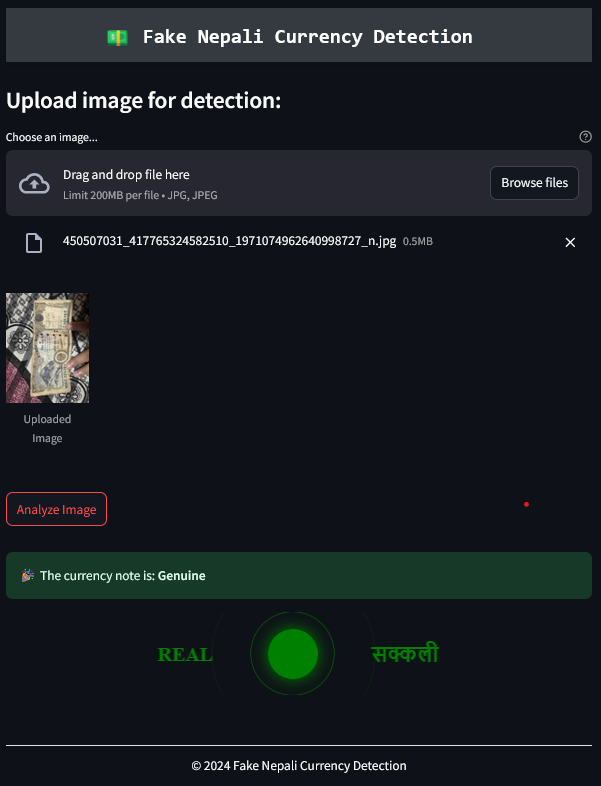 Fake Nepali Currency Detection
Upload image for detection:
Choose an image...
Drag and drop file here
Limit 200MB per file • JPG, JPEG
Browse files
450507031_417765324582510_1971074962640998727_n.jpg 0.5MB
Uploaded
Image
Analyze Image
The currency note is: Genuine
REAL
सक्कली
© 2024 Fake Nepali Currency Detection